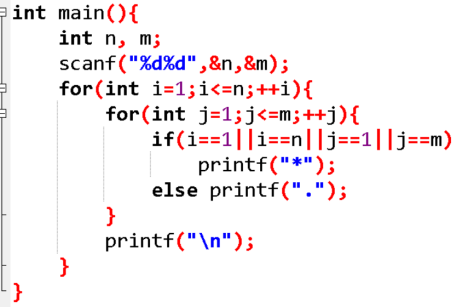 int main(){
    int n, m;
    scanf("%d%d",&n,&m);
    for(int i=1;i<=n;++i){
        for(int j=1;j<=m;++j){
            if(i==1||i==n||j==1||j==m)
                printf("*");
            else printf(".");
        }
        printf("\n");
    }
}